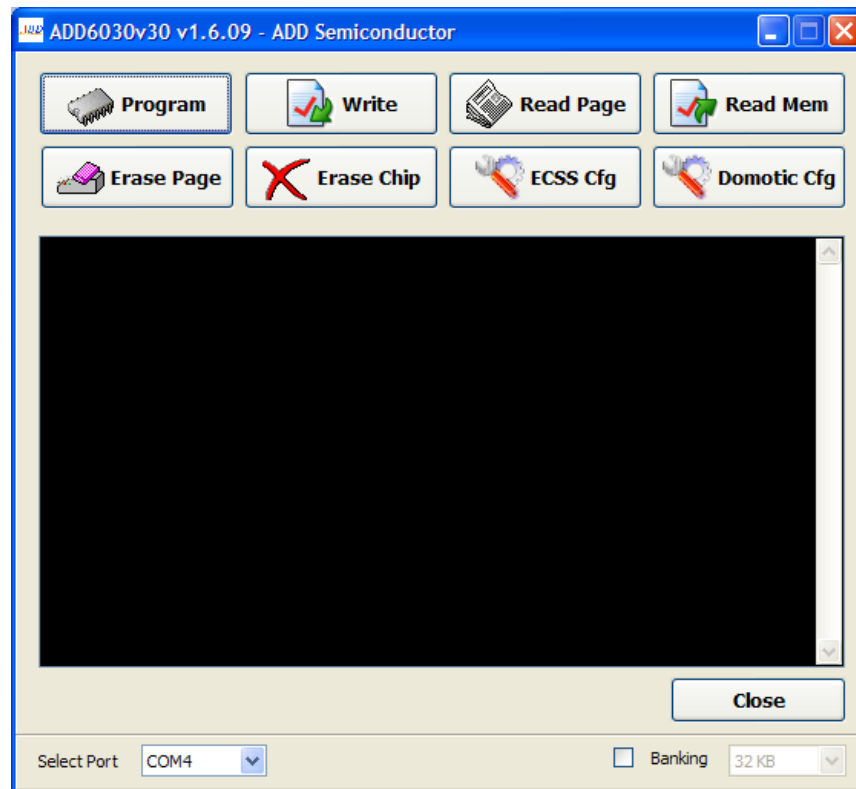 ADD ADD6030v30 v1.6.09 - ADD Semiconductor
Program Write Read Page Read Mem
Erase Page Erase Chip ECSS Cfg Domotic Cfg
Close
Select Port COM4 Banking 32 KB